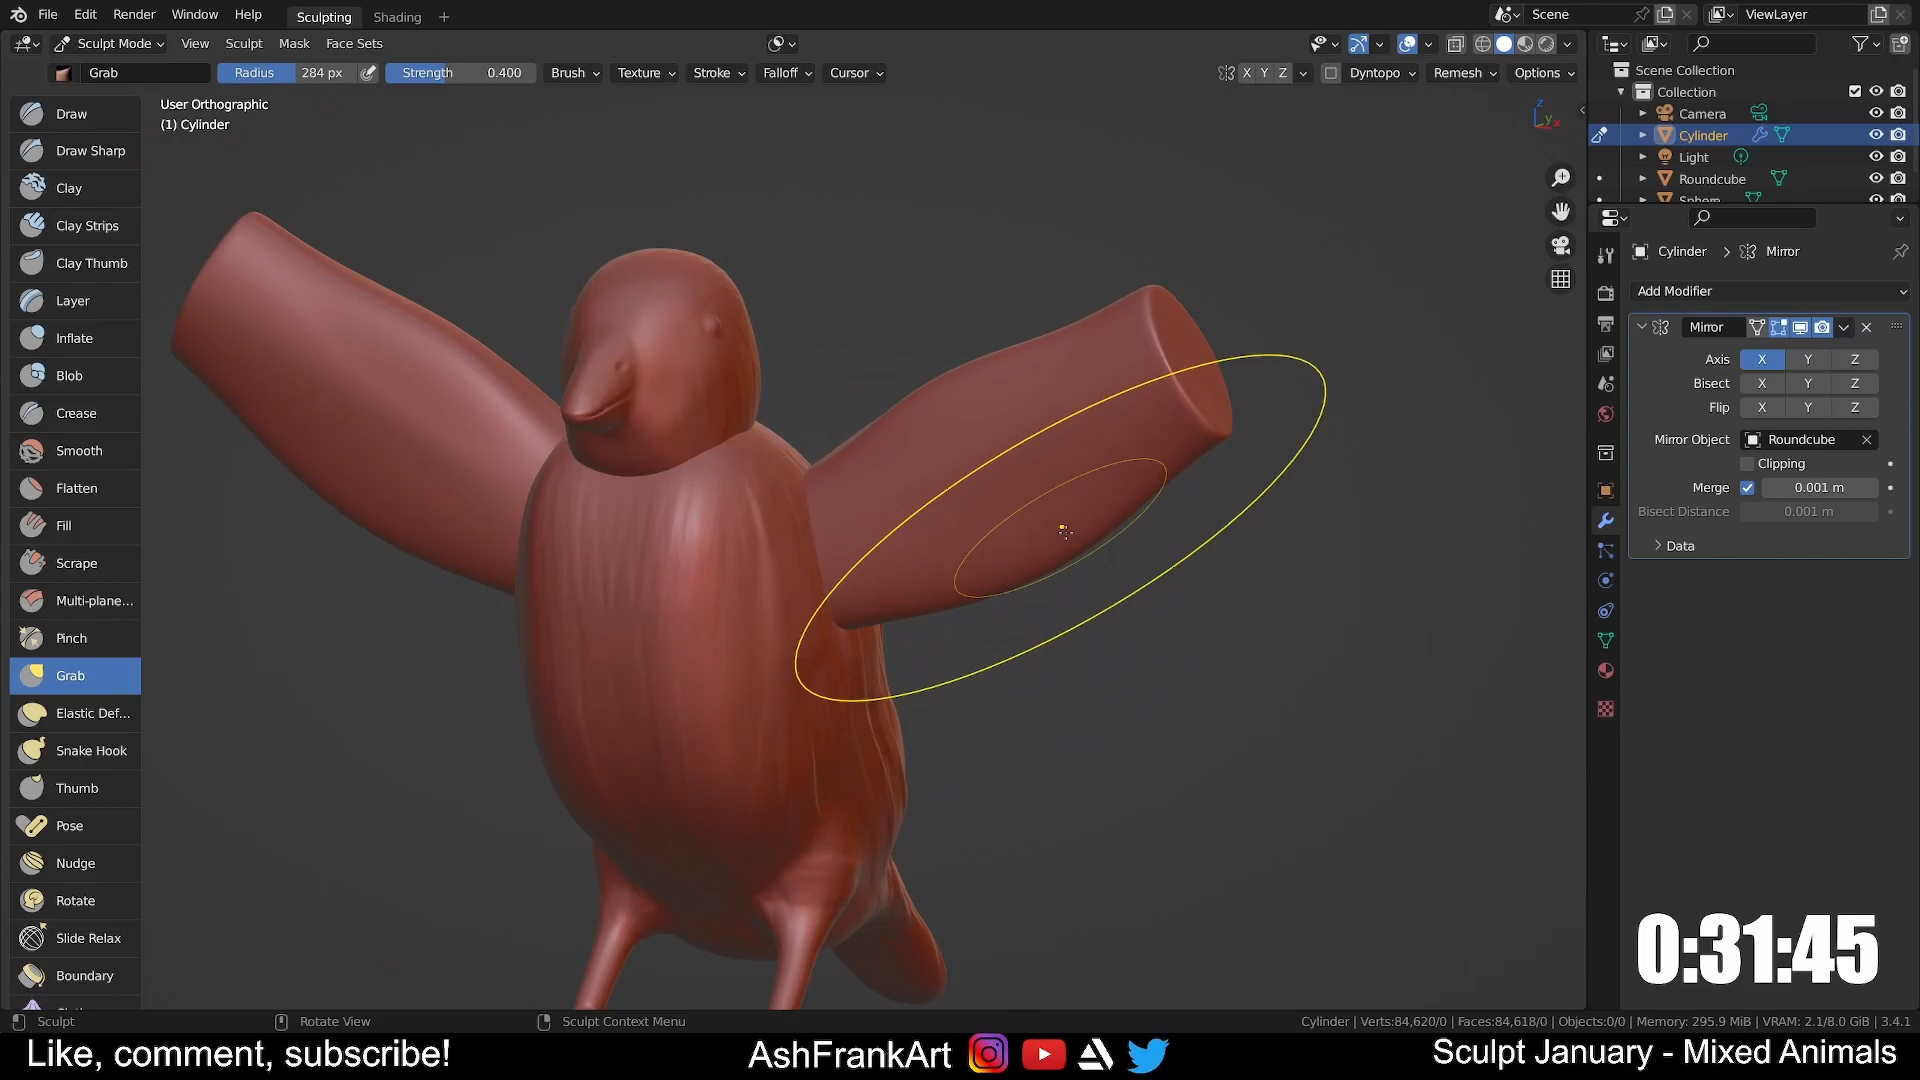 File Edit Render Window Help Sculpting Shading + Scene ViewLayer
Sculpt Mode View Sculpt Mask Face Sets
Grab Radius 284 px Strength 0.400 Brush Texture Stroke Falloff Cursor X Y Z Dyntopo Remesh Options
User Orthographic
(1) Cylinder
Z
Y
X
Draw
Draw Sharp
Clay
Clay Strips
Clay Thumb
Layer
Inflate
Blob
Crease
Smooth
Flatten
Fill
Scrape
Multi-plane...
Pinch
Grab
Elastic Def...
Snake Hook
Thumb
Pose
Nudge
Rotate
Slide Relax
Boundary
Scene Collection
Collection
Camera
Cylinder
Light
Roundcube
Sphere
Cylinder > Mirror
Add Modifier
Mirror
Axis X Y Z
Bisect X Y Z
Flip X Y Z
Mirror Object Roundcube
Clipping
Merge 0.001 m
Bisect Distance 0.001 m
Data
0:31:45
Sculpt Rotate View Sculpt Context Menu Cylinder | Verts:84,620/0 | Faces:84,618/0 | Objects:0/0 | Memory: 295.9 MiB | VRAM: 2.1/8.0 GiB | 3.4.1
Like, comment, subscribe! AshFrankArt Sculpt January - Mixed Animals